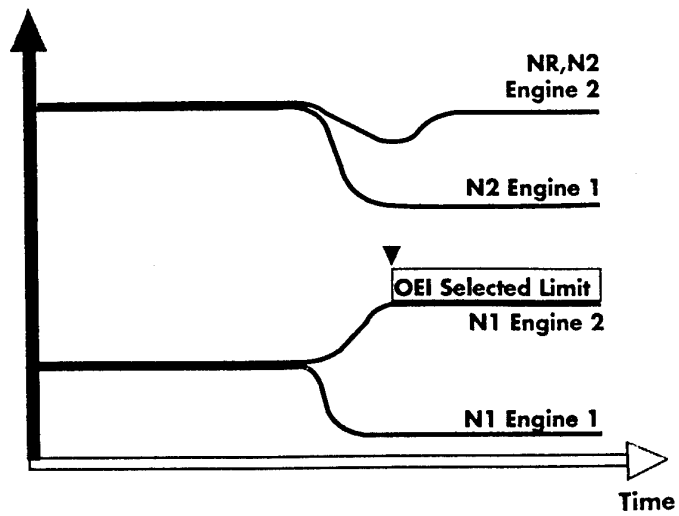 NR,N2
Engine 2
N2 Engine 1
OEI Selected Limit
N1 Engine 2
N1 Engine 1
Time